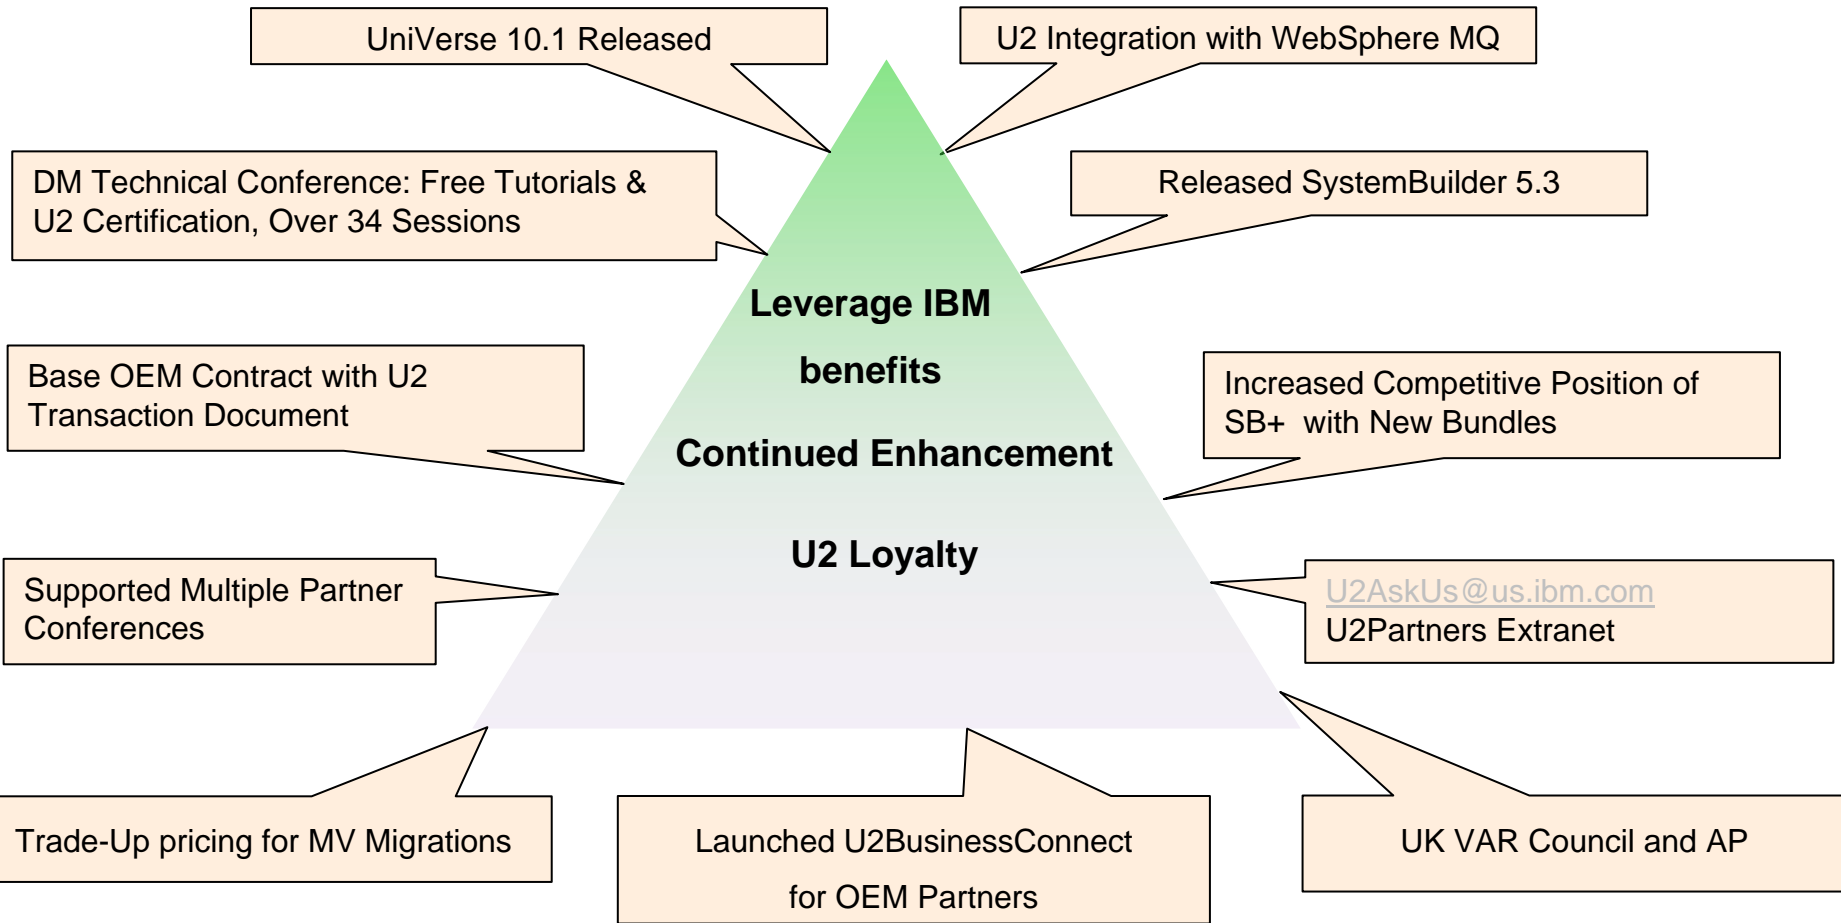 UniVerse 10.1 Released
U2 Integration with WebSphere MQ
DM Technical Conference: Free Tutorials &
U2 Certification, Over 34 Sessions
Released SystemBuilder 5.3
Leverage IBM
benefits
Continued Enhancement
U2 Loyalty
Base OEM Contract with U2
Transaction Document
Increased Competitive Position of
SB+ with New Bundles
Supported Multiple Partner
Conferences
U2AskUs@us.ibm.com
U2Partners Extranet
Trade-Up pricing for MV Migrations
Launched U2BusinessConnect
for OEM Partners
UK VAR Council and AP